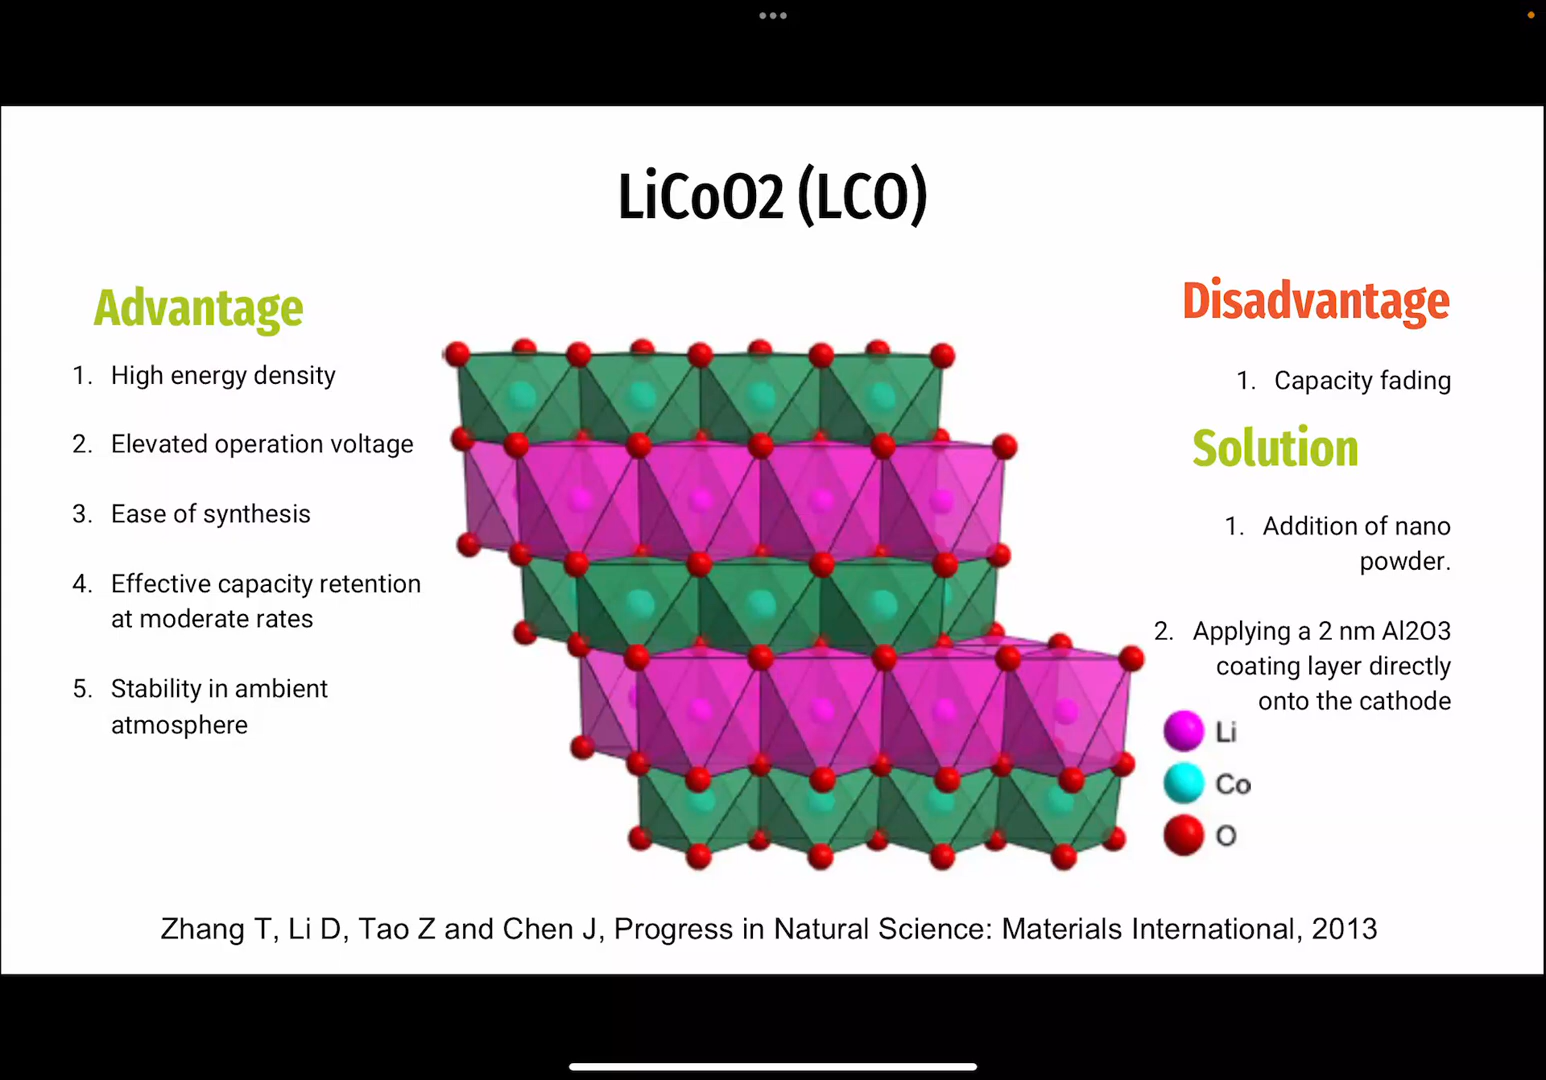 LiCoO2 (LCO)
Advantage
1. High energy density
2. Elevated operation voltage
3. Ease of synthesis
4. Effective capacity retention
at moderate rates
5. Stability in ambient
atmosphere
Disadvantage
1. Capacity fading
Solution
1. Addition of nano
powder.
2. Applying a 2 nm Al2O3
coating layer directly
onto the cathode
Li
Co
O
Zhang T, Li D, Tao Z and Chen J, Progress in Natural Science: Materials International, 2013